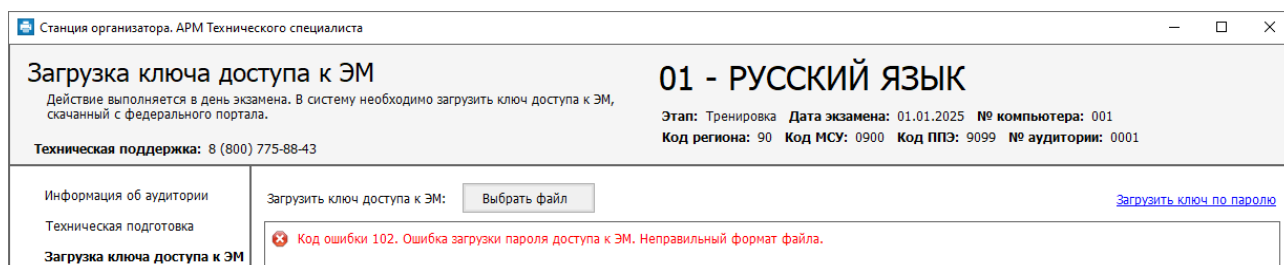 Станция организатора. АРМ Технического специалиста
Загрузка ключа доступа к ЭМ
Действие выполняется в день экзамена. В систему необходимо загрузить ключ доступа к ЭМ,
скачанный с федерального портала.
Техническая поддержка: 8 (800) 775-88-43
01 - РУССКИЙ ЯЗЫК
Этап: Тренировка Дата экзамена: 01.01.2025 № компьютера: 001
Код региона: 90 Код МСУ: 0900 Код ППЭ: 9099 № аудитории: 0001
Информация об аудитории
Техническая подготовка
Загрузка ключа доступа к ЭМ
Загрузить ключ доступа к ЭМ: Выбрать файл Загрузить ключ по паролю
Код ошибки 102. Ошибка загрузки пароля доступа к ЭМ. Неправильный формат файла.